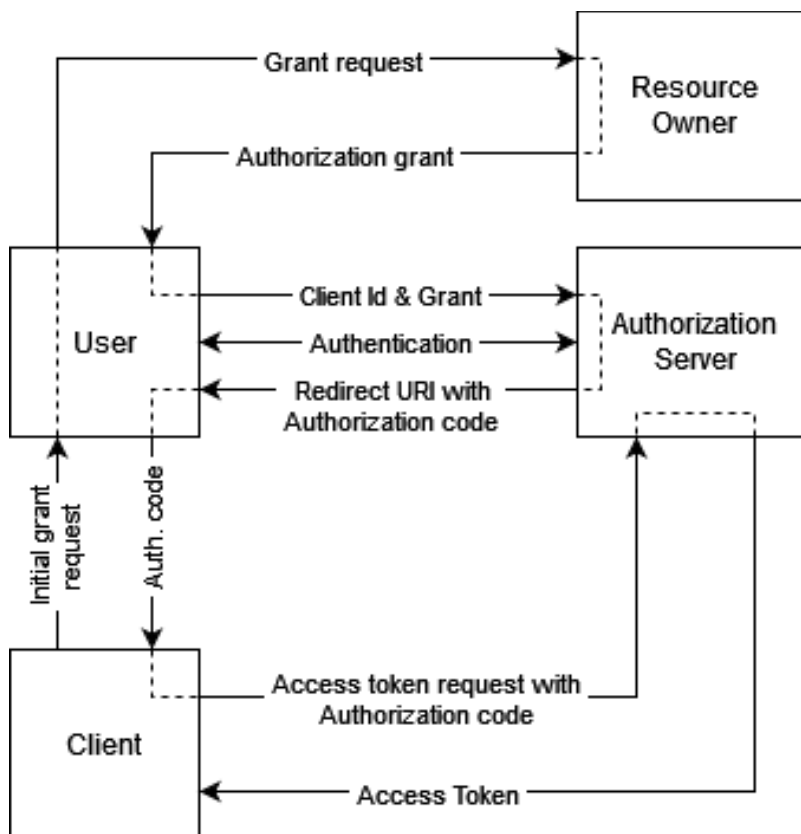 Grant request
Resource
Owner
Authorization grant
User
Client Id & Grant
Authentication
Redirect URI with
Authorization code
Authorization
Server
Initial grant
request
Auth. code
Client
Access token request with
Authorization code
Access Token